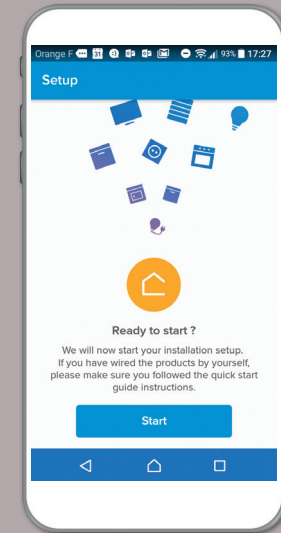 Orange F 31 93% 17:27
Setup
Ready to start ?
We will now start your installation setup.
If you have wired the products by yourself,
please make sure you followed the quick start
guide instructions.
Start